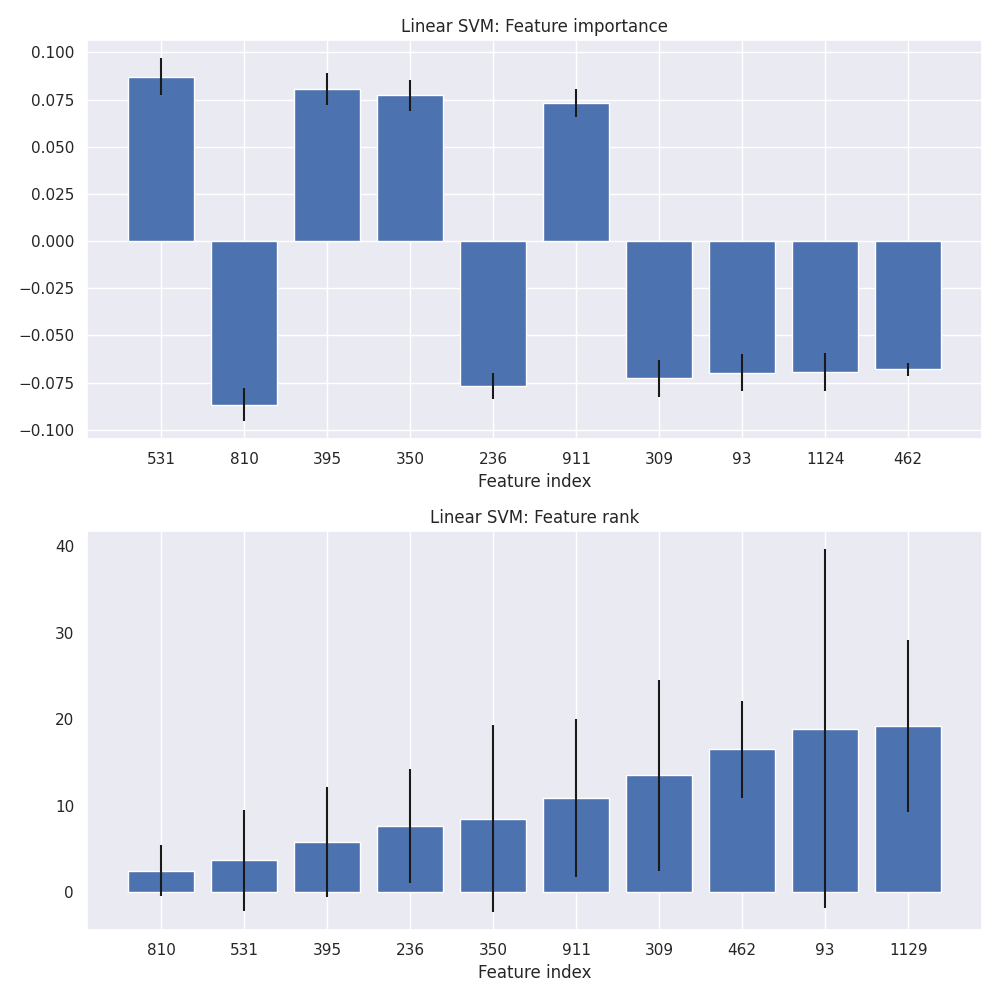 Linear SVM: Feature importance
0.100
0.075
0.050
0.025
0.000
−0.025
−0.050
−0.075
−0.100
531 810 395 350 236 911 309 93 1124 462
Feature index
Linear SVM: Feature rank
40
30
20
10
0
810 531 395 236 350 911 309 462 93 1129
Feature index